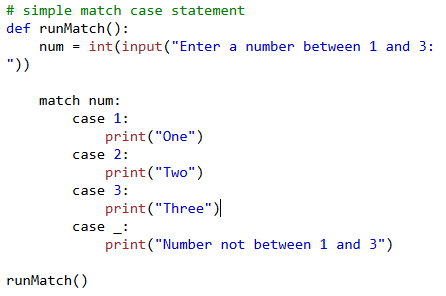 # simple match case statement
def runMatch():
    num = int(input("Enter a number between 1 and 3:
"))

    match num:
        case 1:
            print("One")
        case 2:
            print("Two")
        case 3:
            print("Three")
        case _:
            print("Number not between 1 and 3")

runMatch()